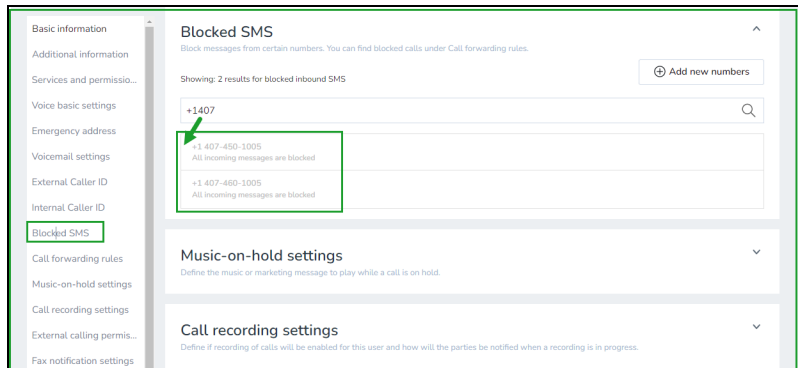 Basic information
Additional information
Services and permissio...
Voice basic settings
Emergency address
Voicemail settings
External Caller ID
Internal Caller ID
Blocked SMS
Call forwarding rules
Music-on-hold settings
Call recording settings
External calling permis...
Fax notification settings
Blocked SMS
Block messages from certain numbers. You can find blocked calls under Call forwarding rules.
Showing: 2 results for blocked inbound SMS
Add new numbers
+1407
+1 407-450-1005
All incoming messages are blocked
+1 407-460-1005
All incoming messages are blocked
Music-on-hold settings
Define the music or marketing message to play while a call is on hold.
Call recording settings
Define if recording of calls will be enabled for this user and how will the parties be notified when a recording is in progress.